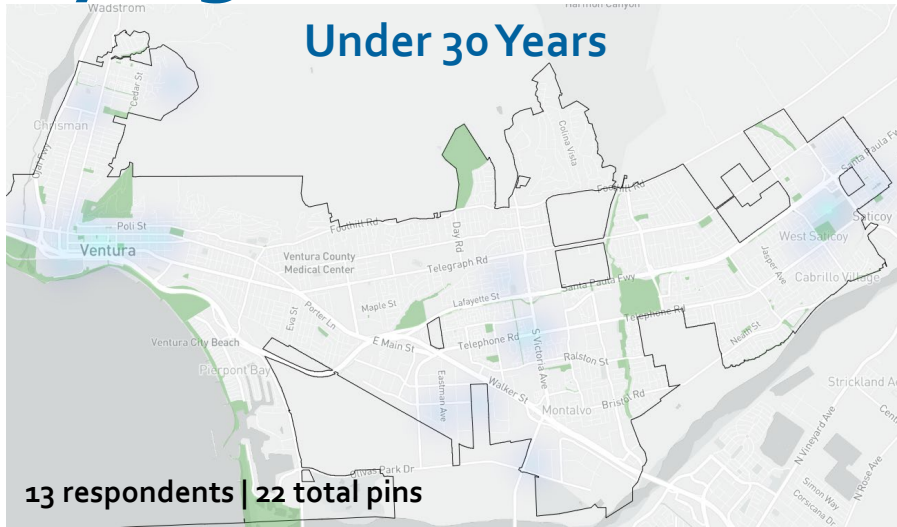 Wadstrom
Harmon Canyon
Under 30 Years
Cedar St
Chrisman
Colina Vista
Santa Paula Fwy
Foothill Rd
Poli St
Foothill Rd
Day Rd
Saticoy
West Saticoy
Ventura
Ventura County
Medical Center
Telegraph Rd
Jasper Ave
Santa Paula Fwy
Cabrillo Village
Maple St
Lafayette St
Eva St
Porter Ln
Telephone Rd
Neath St
Ventura City Beach
E Main St
Telephone Rd
S Victoria Ave
Ralston St
Pierpont Bay
Eastman Ave
Walker St
Strickland
Montalvo
Bristol Rd
N Vineyard Ave
Olivas Park Dr
N Rose Ave
Simon Way
Corsicana Dr
13 respondents | 22 total pins